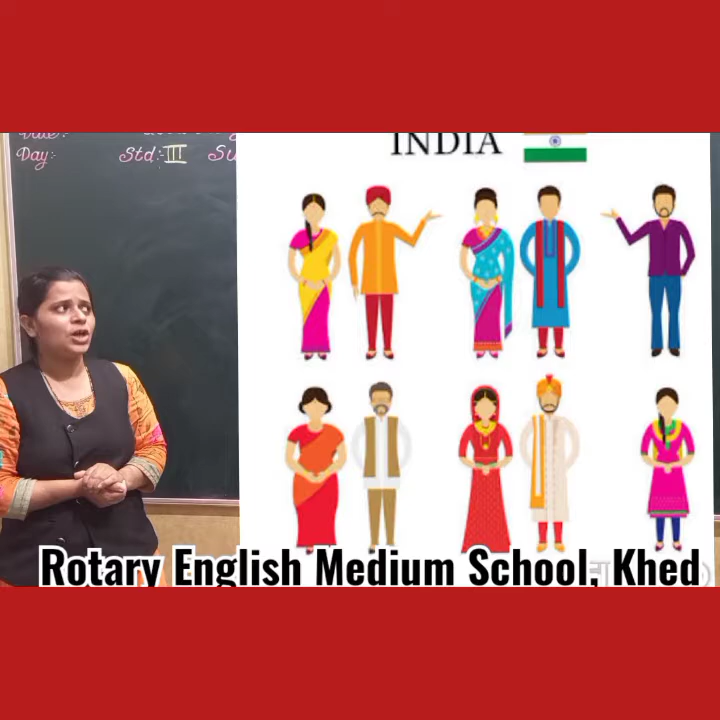 Day:-
Std:- III
INDIA
Rotary English Medium School, Khed